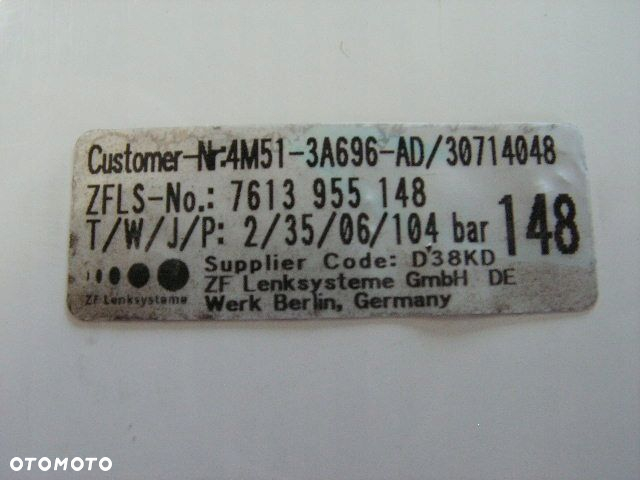 Customer-Nr:4M51-3A696-AD/30714048
ZFLS-No.: 7613 955 148
T/W/J/P: 2/35/06/104 bar
148
Supplier Code: D38KD
ZF Lenksysteme GmbH DE
ZF Lenksysteme
Werk Berlin, Germany
OTOMOTO